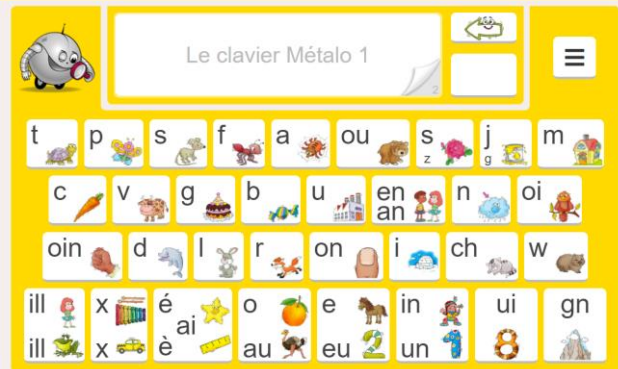 Le clavier Métalo 1
2
t p s f a ou s j m
z g
c v g b u en n oi
an
oin d l r on i ch w
ill x é o e in ui gn
ai
ill x è au eu un